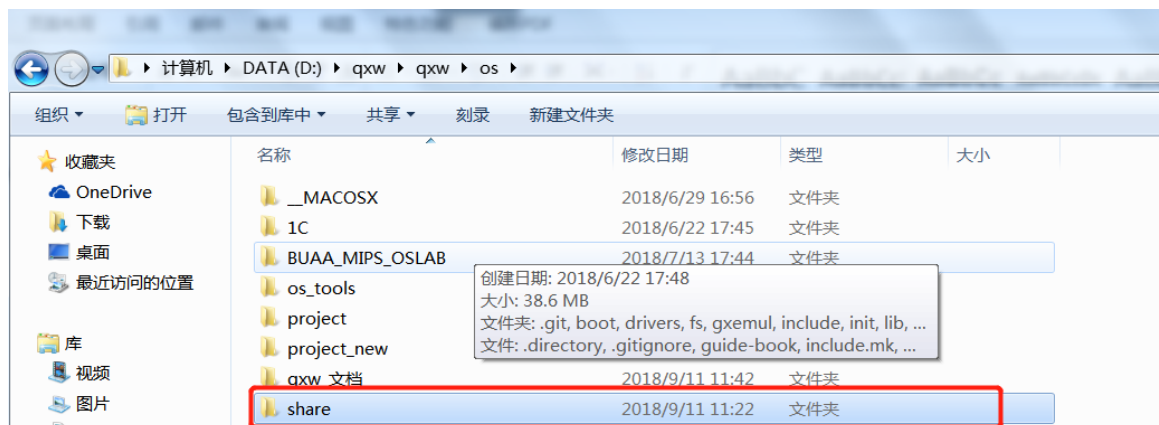 计算机 DATA (D:) qxw qxw os
组织 打开 包含到库中 共享 刻录 新建文件夹
收藏夹
OneDrive
下载
桌面
最近访问的位置
库
视频
图片
名称 修改日期 类型 大小
__MACOSX 2018/6/29 16:56 文件夹
1C 2018/6/22 17:45 文件夹
BUAA_MIPS_OSLAB 2018/7/13 17:44 文件夹
os_tools
project
project_new
qxw_文档 2018/9/11 11:42 文件夹
share 2018/9/11 11:22 文件夹
创建日期: 2018/6/22 17:48
大小: 38.6 MB
文件夹: .git, boot, drivers, fs, gxemul, include, init, lib, ...
文件: .directory, .gitignore, guide-book, include.mk, ...